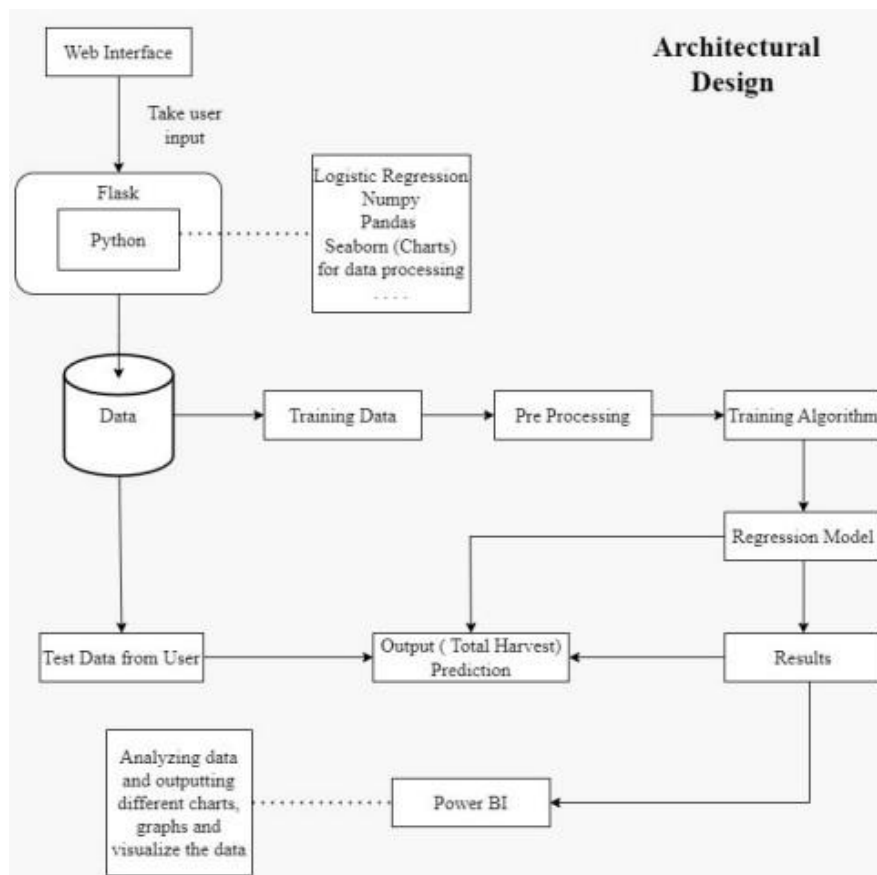 Architectural
Design
Web Interface
Take user
input
Flask
Python
Logistic Regression
Numpy
Pandas
Seaborn (Charts)
for data processing
. . . .
Data
Training Data
Pre Processing
Training Algorithm
Regression Model
Test Data from User
Output ( Total Harvest)
Prediction
Results
Analyzing data
and outputting
different charts,
graphs and
visualize the data
Power BI